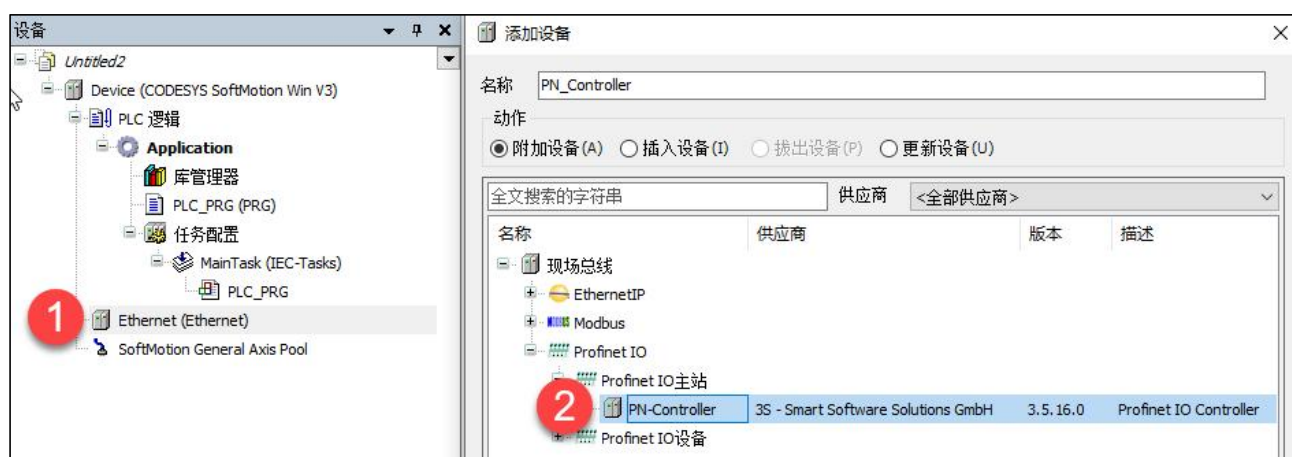 设备
Untitled2
Device (CODESYS SoftMotion Win V3)
PLC 逻辑
Application
库管理器
PLC_PRG (PRG)
任务配置
MainTask (IEC-Tasks)
PLC_PRG
1
Ethernet (Ethernet)
SoftMotion General Axis Pool
添加设备
名称 PN_Controller
动作
附加设备(A) 插入设备(I) 拔出设备(P) 更新设备(U)
全文搜索的字符串 供应商 <全部供应商>
名称 供应商 版本 描述
现场总线
EthernetIP
Modbus
Profinet IO
Profinet IO主站
2 PN-Controller 3S - Smart Software Solutions GmbH 3.5.16.0 Profinet IO Controller
Profinet IO设备